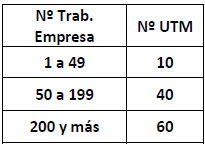 Nº Trab.
Empresa
Nº UTM
1 a 49
10
50 a 199
40
200 y más
60